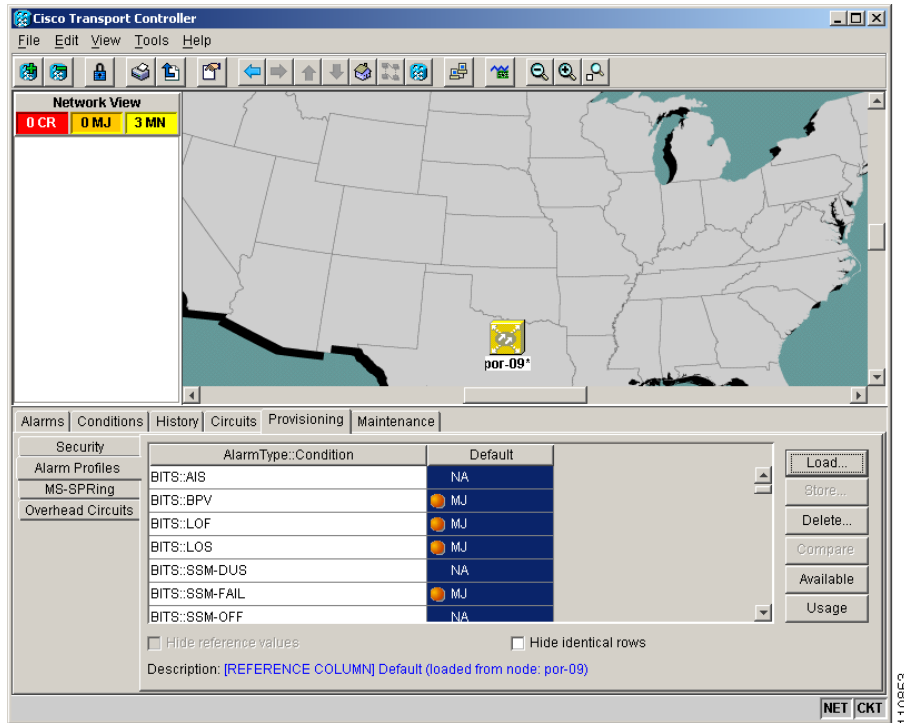 Cisco Transport Controller
File Edit View Tools Help
Network View
0 CR 0 MJ 3 MN
por-09*
Alarms Conditions History Circuits Provisioning Maintenance
Security
Alarm Profiles
MS-SPRing
Overhead Circuits
AlarmType::Condition Default
BITS::AIS NA
BITS::BPV MJ
BITS::LOF MJ
BITS::LOS MJ
BITS::SSM-DUS NA
BITS::SSM-FAIL MJ
BITS::SSM-OFF NA
Load...
Store...
Delete...
Compare
Available
Usage
Hide reference values Hide identical rows
Description: [REFERENCE COLUMN] Default (loaded from node: por-09)
NET CKT
110853